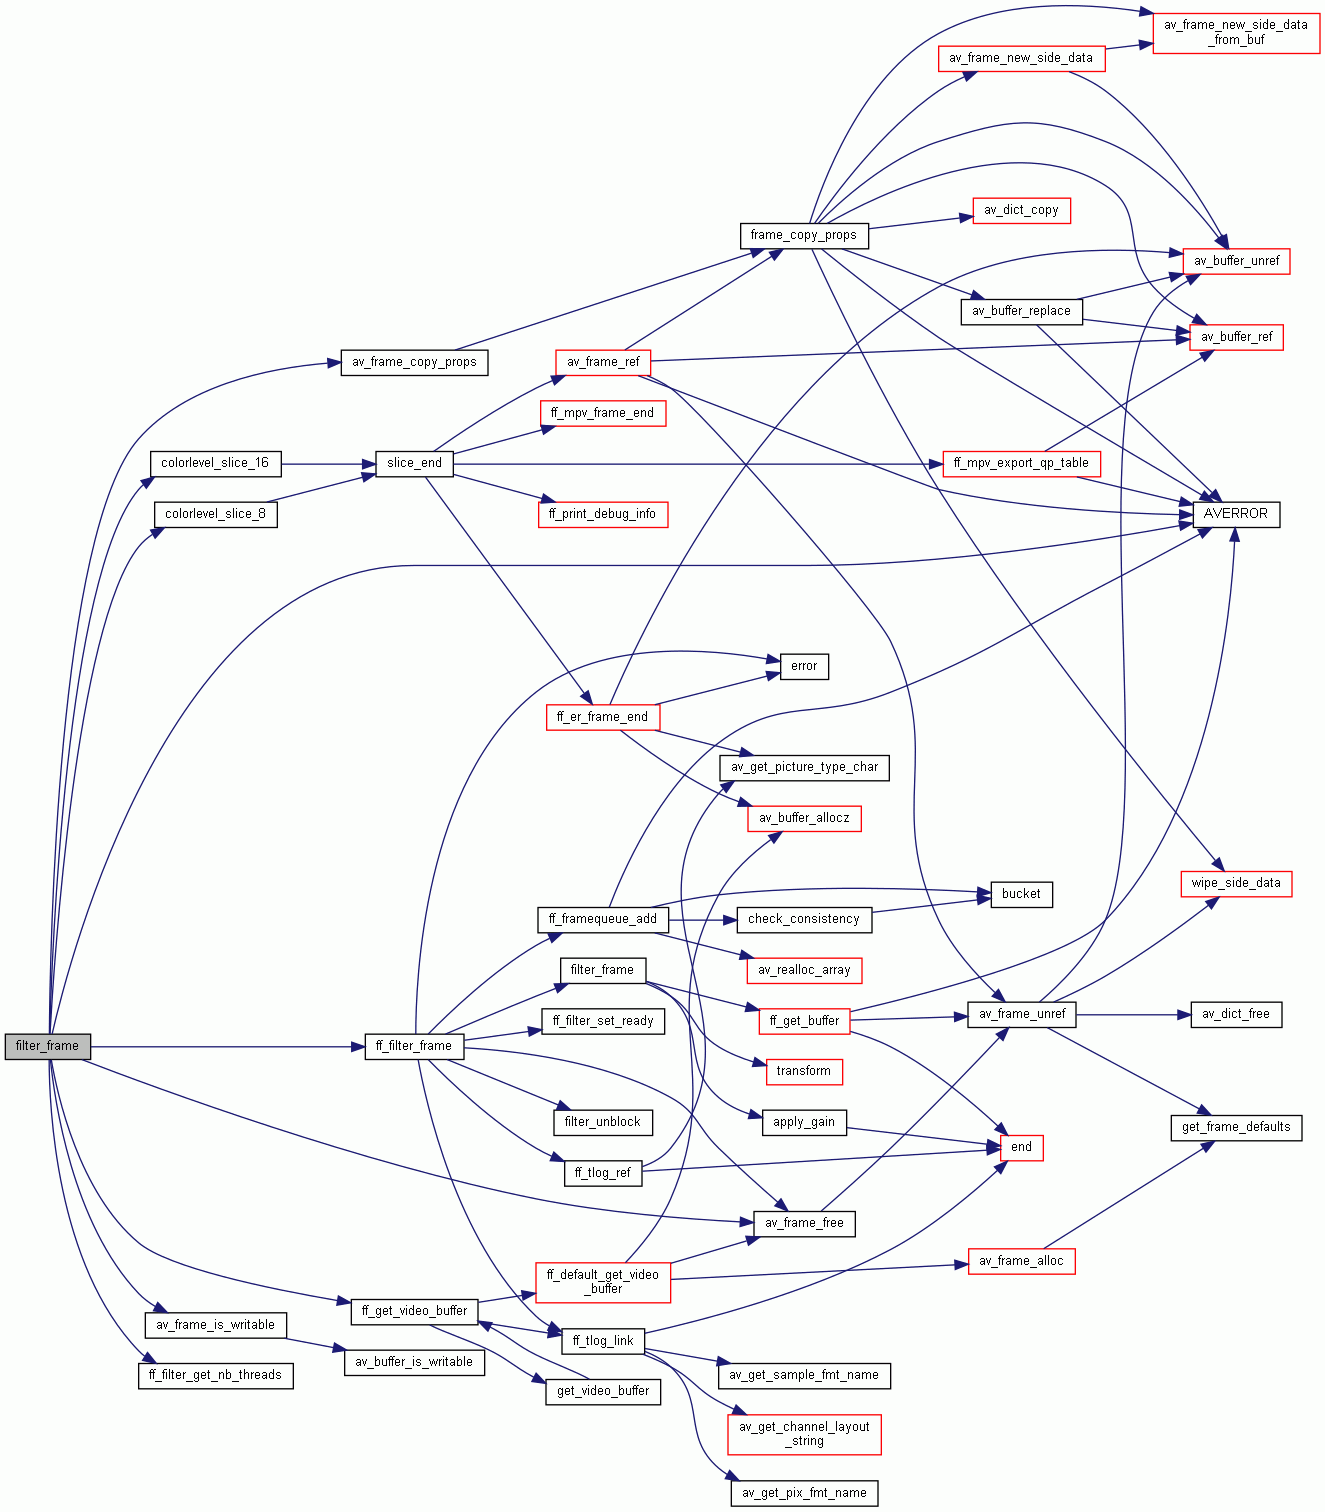 av_frame_new_side_data
_from_buf
av_frame_new_side_data
av_dict_copy
frame_copy_props
av_buffer_unref
av_buffer_replace
av_buffer_ref
av_frame_copy_props
av_frame_ref
ff_mpv_frame_end
colorlevel_slice_16
slice_end
ff_mpv_export_qp_table
colorlevel_slice_8
ff_print_debug_info
AVERROR
error
ff_er_frame_end
av_get_picture_type_char
av_buffer_allocz
wipe_side_data
bucket
ff_framequeue_add
check_consistency
filter_frame
av_realloc_array
ff_filter_set_ready
ff_get_buffer
av_frame_unref
av_dict_free
filter_frame
ff_filter_frame
transform
filter_unblock
apply_gain
get_frame_defaults
end
ff_tlog_ref
av_frame_free
av_frame_alloc
ff_default_get_video
_buffer
ff_get_video_buffer
av_frame_is_writable
ff_tlog_link
av_buffer_is_writable
ff_filter_get_nb_threads
av_get_sample_fmt_name
get_video_buffer
av_get_channel_layout
_string
av_get_pix_fmt_name